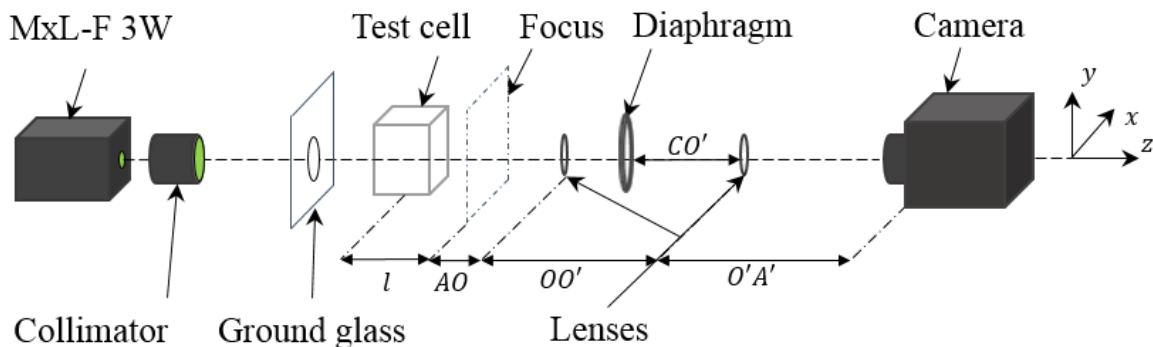 MxL-F 3W
Test cell
Focus
Diaphragm
Camera
y
x
z
CO′
l
AO
OO′
O′A′
Collimator
Ground glass
Lenses